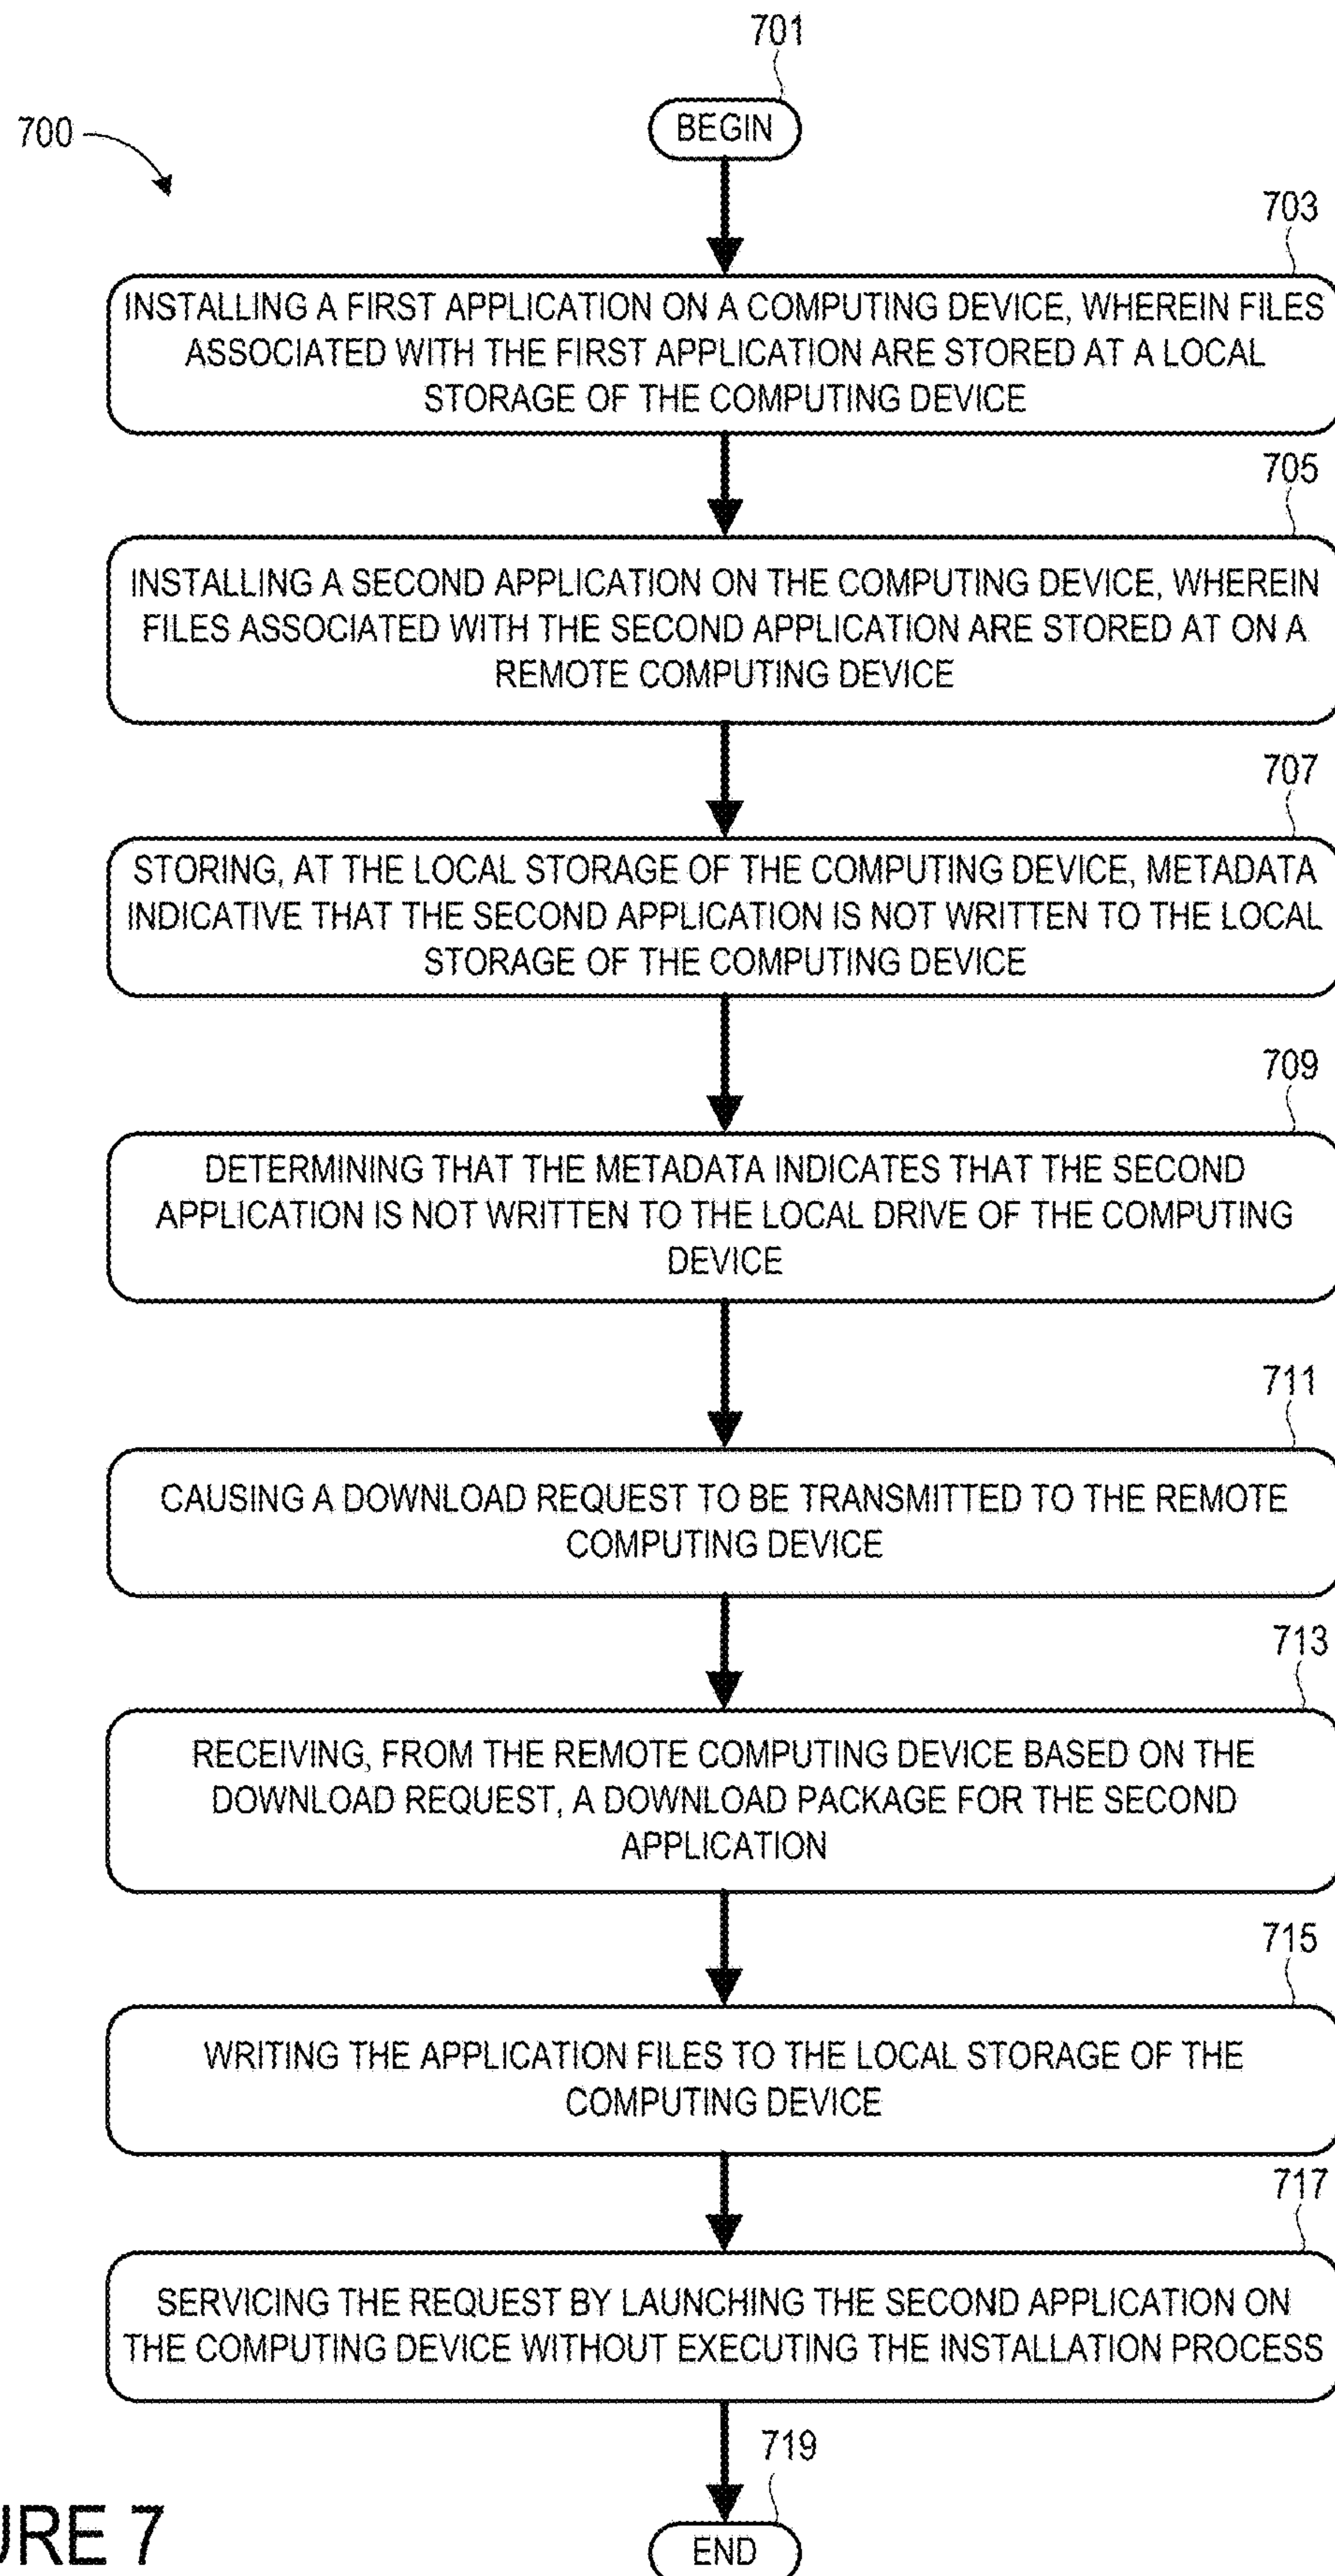 701
BEGIN
700
703
INSTALLING A FIRST APPLICATION ON A COMPUTING DEVICE, WHEREIN FILES
ASSOCIATED WITH THE FIRST APPLICATION ARE STORED AT A LOCAL
STORAGE OF THE COMPUTING DEVICE
705
INSTALLING A SECOND APPLICATION ON THE COMPUTING DEVICE, WHEREIN
FILES ASSOCIATED WITH THE SECOND APPLICATION ARE STORED AT ON A
REMOTE COMPUTING DEVICE
707
STORING, AT THE LOCAL STORAGE OF THE COMPUTING DEVICE, METADATA
INDICATIVE THAT THE SECOND APPLICATION IS NOT WRITTEN TO THE LOCAL
STORAGE OF THE COMPUTING DEVICE
709
DETERMINING THAT THE METADATA INDICATES THAT THE SECOND
APPLICATION IS NOT WRITTEN TO THE LOCAL DRIVE OF THE COMPUTING
DEVICE
711
CAUSING A DOWNLOAD REQUEST TO BE TRANSMITTED TO THE REMOTE
COMPUTING DEVICE
713
RECEIVING, FROM THE REMOTE COMPUTING DEVICE BASED ON THE
DOWNLOAD REQUEST, A DOWNLOAD PACKAGE FOR THE SECOND
APPLICATION
715
WRITING THE APPLICATION FILES TO THE LOCAL STORAGE OF THE
COMPUTING DEVICE
717
SERVICING THE REQUEST BY LAUNCHING THE SECOND APPLICATION ON
THE COMPUTING DEVICE WITHOUT EXECUTING THE INSTALLATION PROCESS
719
END
URE 7